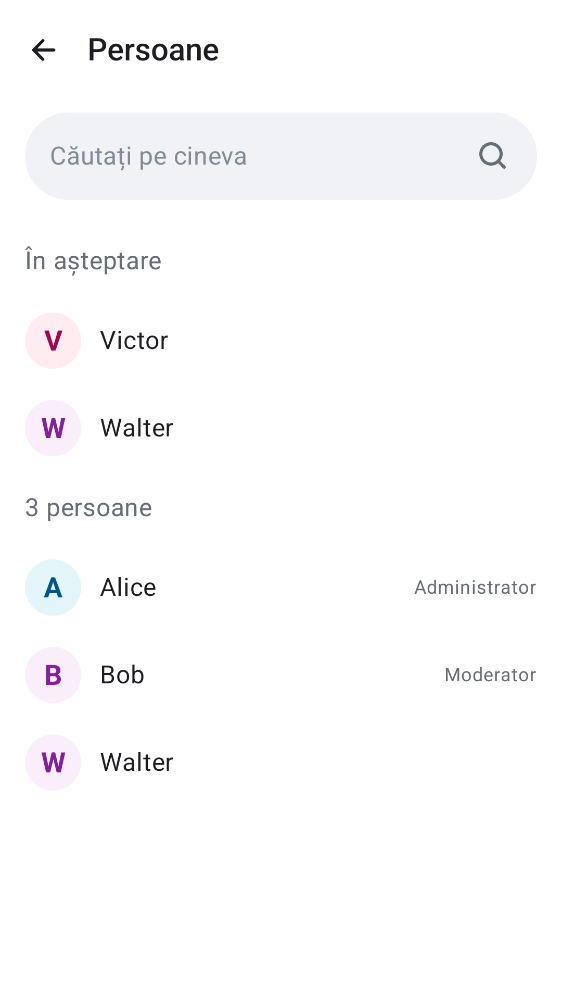 Persoane
Căutați pe cineva
În așteptare
V Victor
W Walter
3 persoane
A Alice Administrator
B Bob Moderator
W Walter